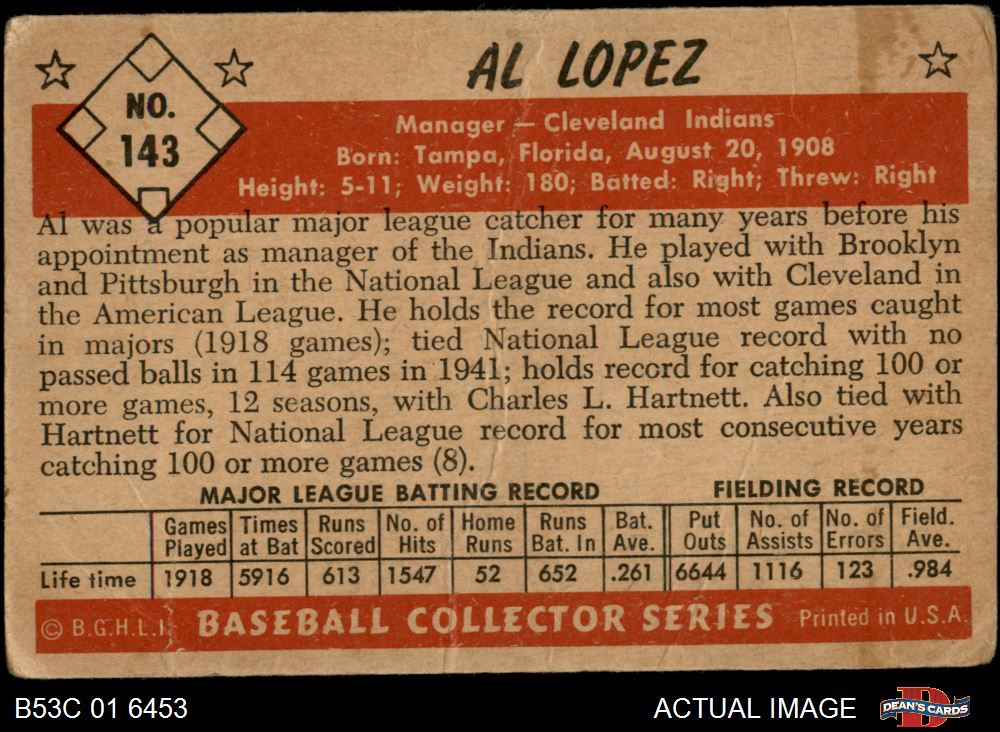 AL LOPEZ
NO.
143
Manager — Cleveland Indians
Born: Tampa, Florida, August 20, 1908
Height: 5-11; Weight: 180; Batted: Right; Threw: Right
Al was a popular major league catcher for many years before his
appointment as manager of the Indians. He played with Brooklyn
and Pittsburgh in the National League and also with Cleveland in
the American League. He holds the record for most games caught
in majors (1918 games); tied National League record with no
passed balls in 114 games in 1941; holds record for catching 100 or
more games, 12 seasons, with Charles L. Hartnett. Also tied with
Hartnett for National League record for most consecutive years
catching 100 or more games (8).
MAJOR LEAGUE BATTING RECORD FIELDING RECORD
Games Times Runs No. of Home Runs Bat. Put No. of No. of Field.
Played at Bat Scored Hits Runs Bat. In Ave. Outs Assists Errors Ave.
Life time 1918 5916 613 1547 52 652 .261 6644 1116 123 .984
© B.G.H.L.I. BASEBALL COLLECTOR SERIES Printed in U.S.A.
B53C 01 6453 ACTUAL IMAGE DEAN'S CARDS